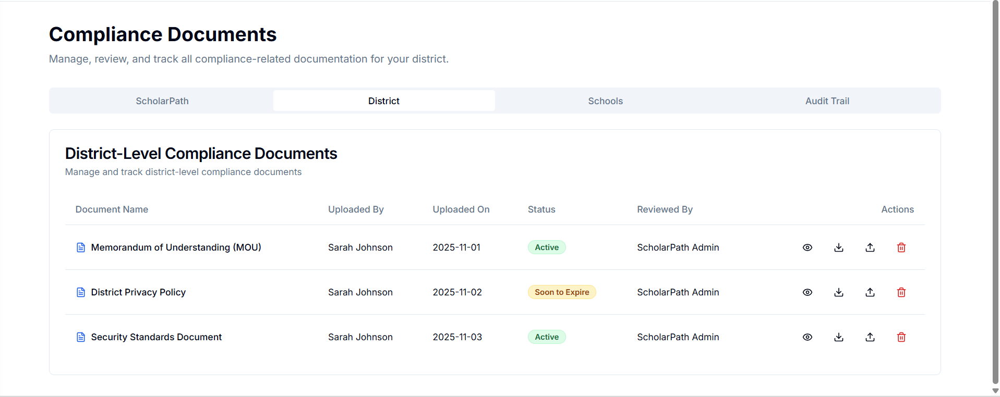 Compliance Documents
Manage, review, and track all compliance-related documentation for your district.
ScholarPath District Schools Audit Trail
District-Level Compliance Documents
Manage and track district-level compliance documents
Document Name Uploaded By Uploaded On Status Reviewed By Actions
Memorandum of Understanding (MOU) Sarah Johnson 2025-11-01 Active ScholarPath Admin
District Privacy Policy Sarah Johnson 2025-11-02 Soon to Expire ScholarPath Admin
Security Standards Document Sarah Johnson 2025-11-03 Active ScholarPath Admin